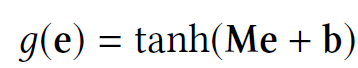 g(e) = tanh(Me + b)